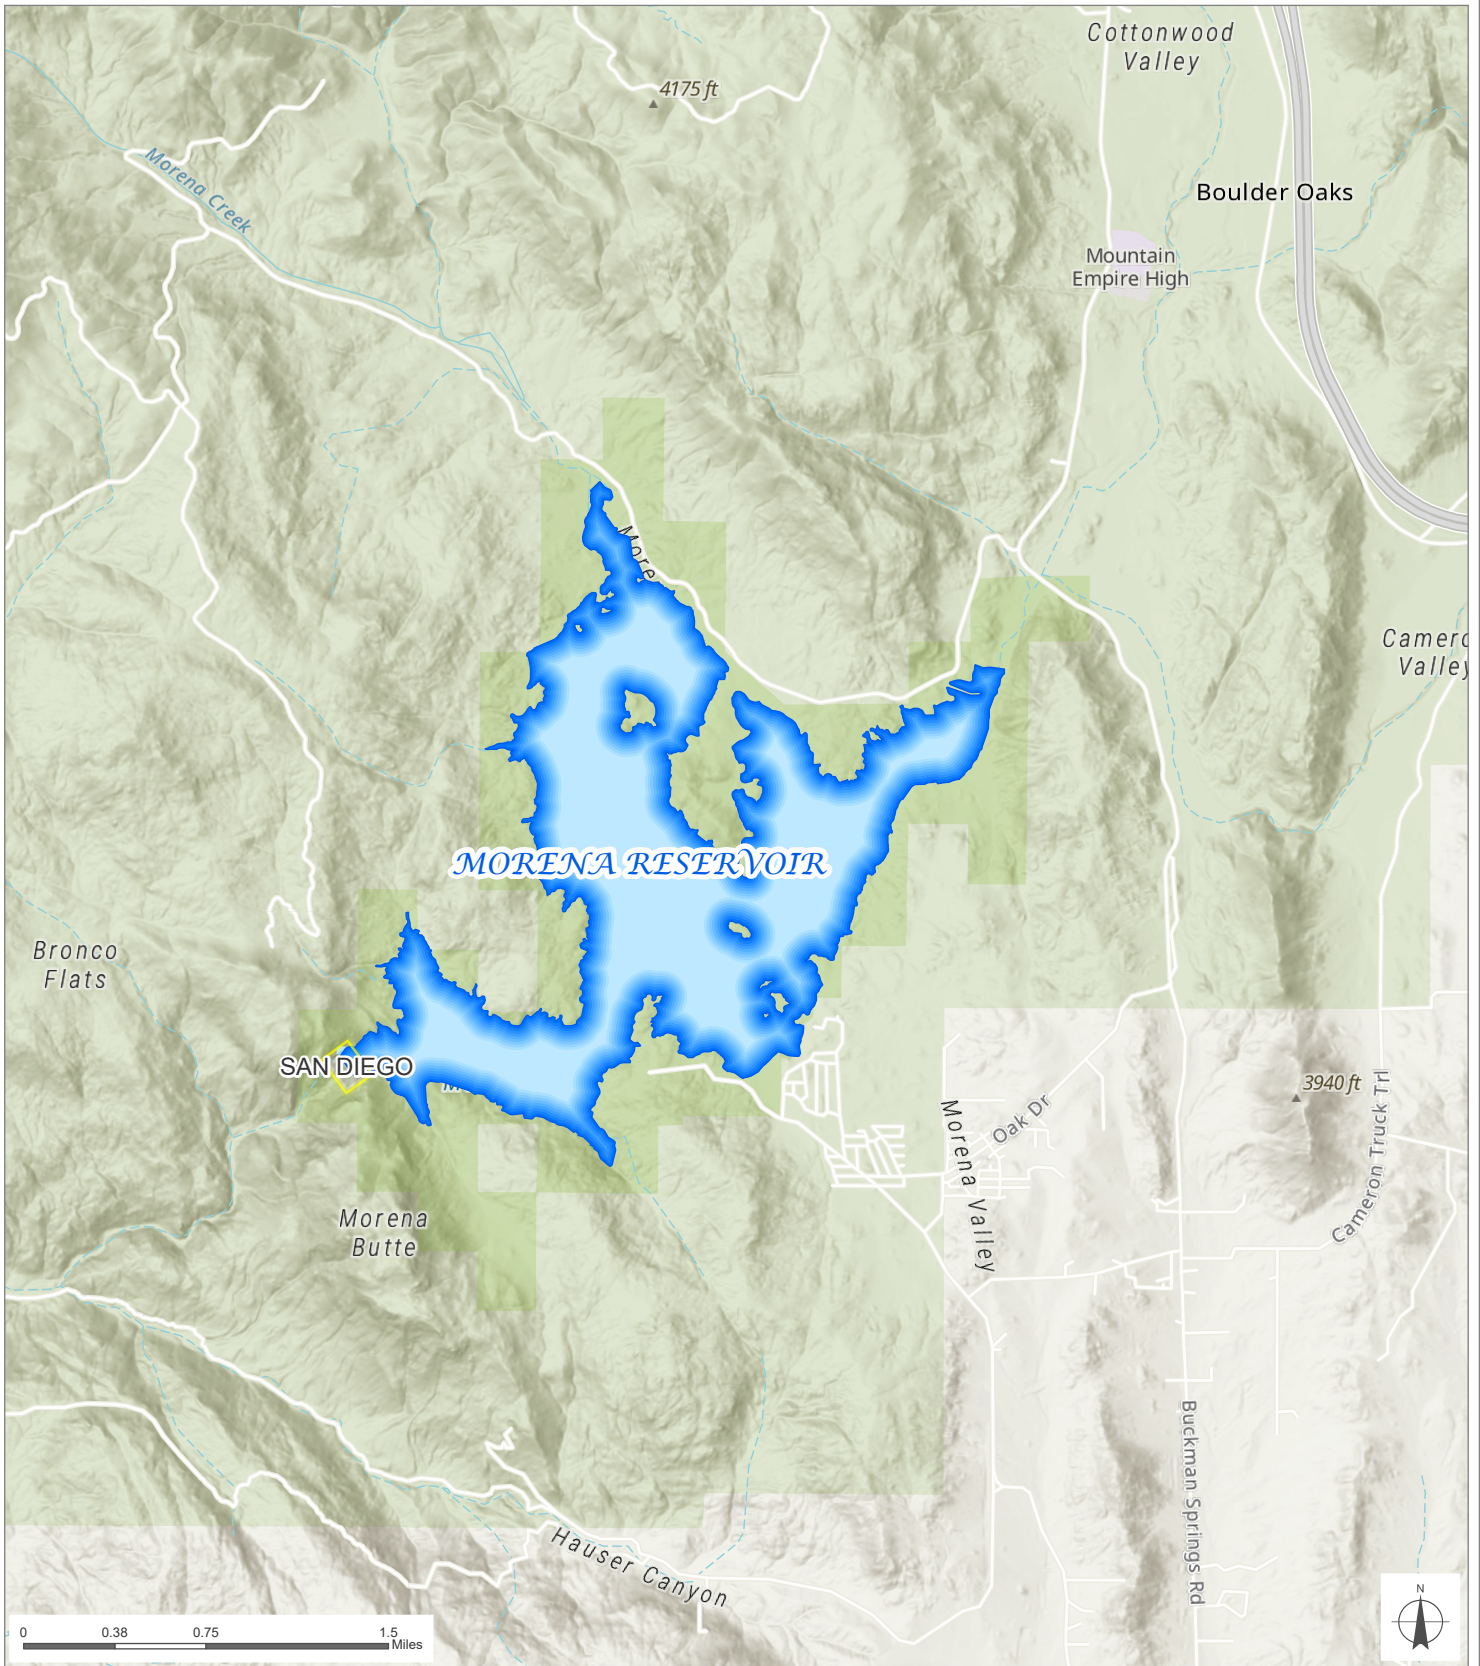 Cottonwood
Valley
4175 ft
Morena Creek
Boulder Oaks
Mountain
Empire High
More
Camero
Valley
MORENA RESERVOIR
Bronco
Flats
SAN DIEGO
3940 ft
Oak Dr
Morena Valley
Cameron Truck Trl
Morena
Butte
Buckman Springs Rd
Hauser Canyon
0 0.38 0.75 1.5
Miles
N